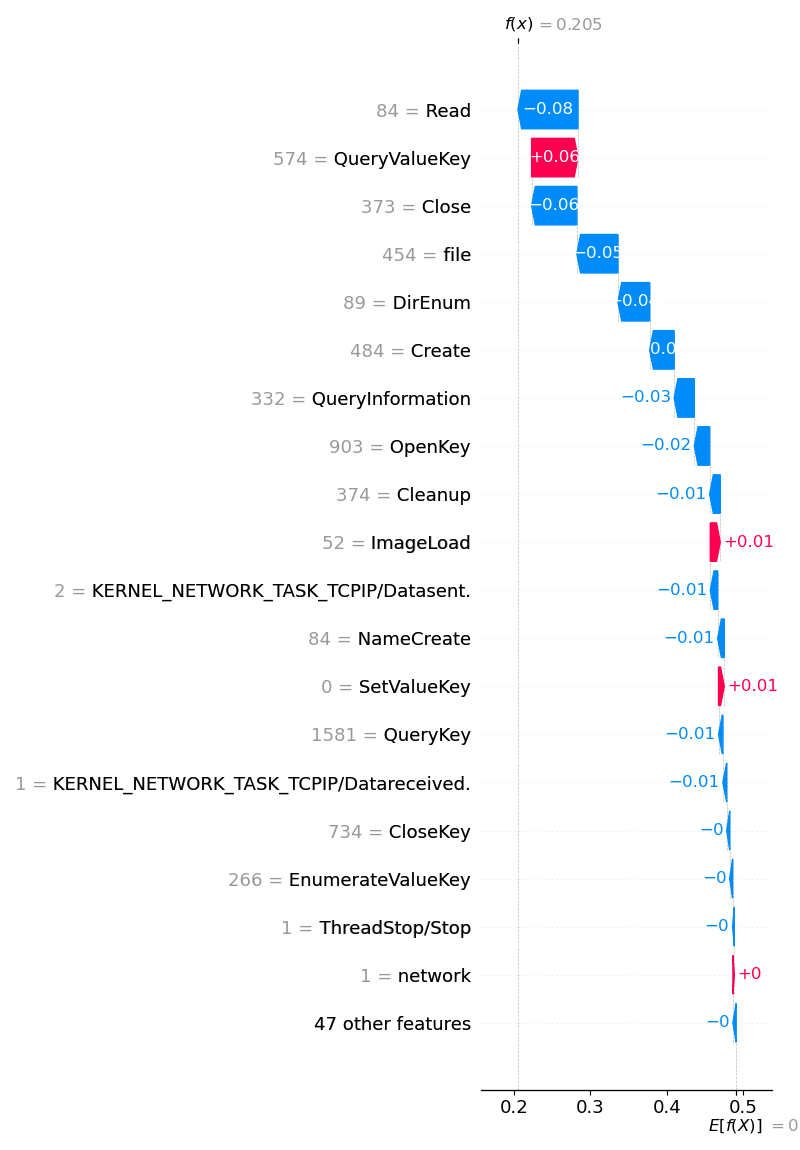 f(x) = 0.205
84 = Read
−0.08
574 = QueryValueKey
+0.06
373 = Close
−0.06
454 = file
−0.05
89 = DirEnum
484 = Create
332 = QueryInformation
−0.03
903 = OpenKey
−0.02
374 = Cleanup
−0.01
52 = ImageLoad
+0.01
2 = KERNEL_NETWORK_TASK_TCPIP/Datasent.
−0.01
84 = NameCreate
−0.01
0 = SetValueKey
+0.01
1581 = QueryKey
−0.01
1 = KERNEL_NETWORK_TASK_TCPIP/Datareceived.
−0.01
734 = CloseKey
−0
266 = EnumerateValueKey
−0
1 = ThreadStop/Stop
−0
1 = network
+0
47 other features
−0
0.2 0.3 0.4 0.5
E[f(X)] = 0